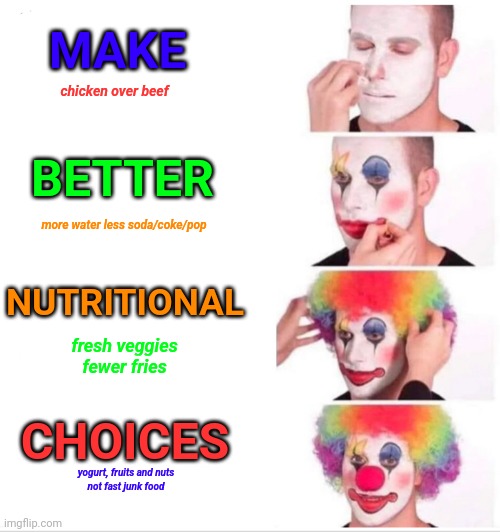 MAKE
chicken over beef
BETTER
more water less soda/coke/pop
NUTRITIONAL
fresh veggies
fewer fries
CHOICES
yogurt, fruits and nuts
not fast junk food
imgflip.com